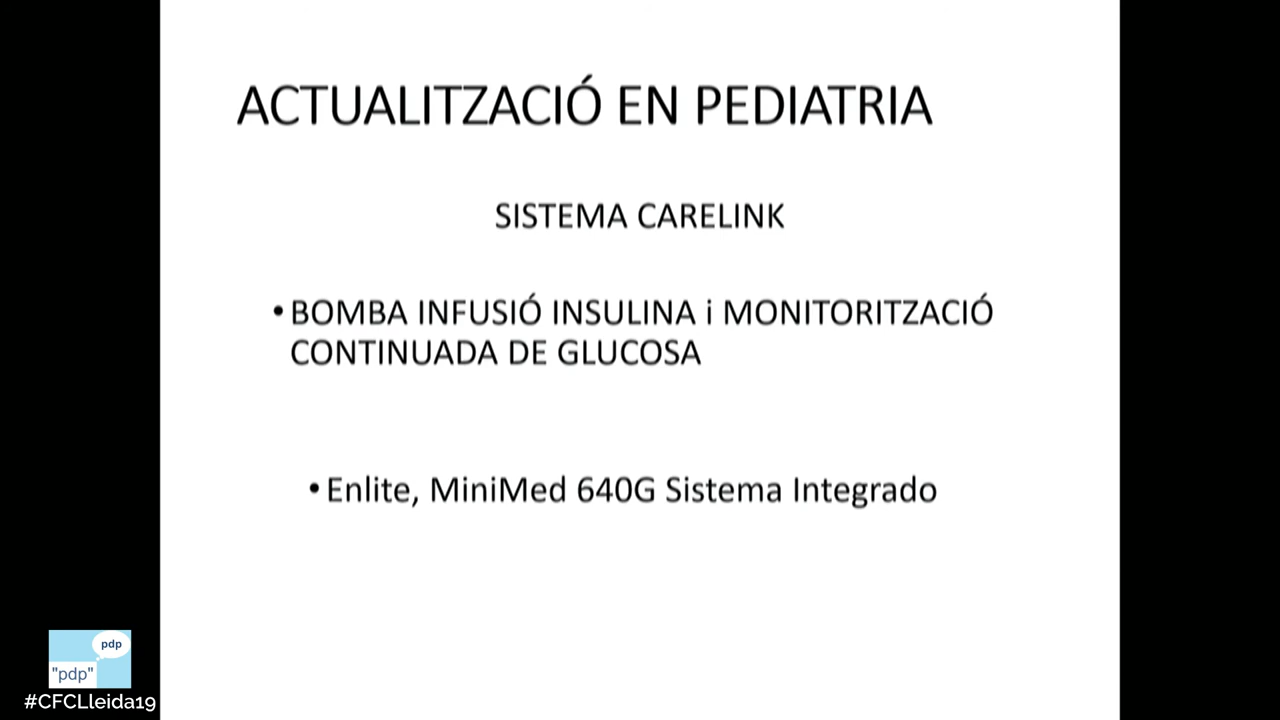 ACTUALITZACIÓ EN PEDIATRIA
SISTEMA CARELINK
• BOMBA INFUSIÓ INSULINA i MONITORITZACIÓ
CONTINUADA DE GLUCOSA
• Enlite, MiniMed 640G Sistema Integrado
pdp
"pdp"
#CFCLleida19